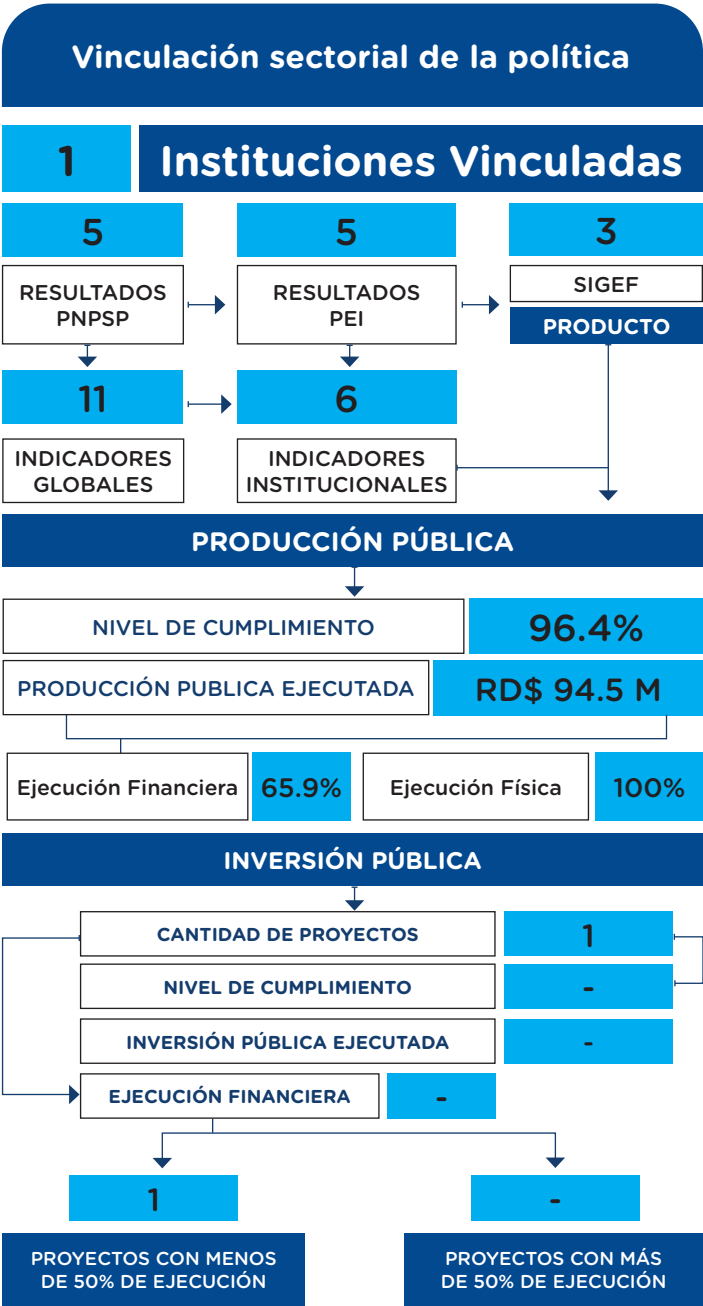 Vinculación sectorial de la política
1
Instituciones Vinculadas
5
5
3
RESULTADOS
PNPSP
RESULTADOS
PEI
SIGEF
PRODUCTO
11
6
INDICADORES
GLOBALES
INDICADORES
INSTITUCIONALES
PRODUCCIÓN PÚBLICA
NIVEL DE CUMPLIMIENTO
96.4%
PRODUCCIÓN PUBLICA EJECUTADA
RD$ 94.5 M
Ejecución Financiera
65.9%
Ejecución Física
100%
INVERSIÓN PÚBLICA
CANTIDAD DE PROYECTOS
1
NIVEL DE CUMPLIMIENTO
-
INVERSIÓN PÚBLICA EJECUTADA
-
EJECUCIÓN FINANCIERA
-
1
-
PROYECTOS CON MENOS
DE 50% DE EJECUCIÓN
PROYECTOS CON MÁS
DE 50% DE EJECUCIÓN